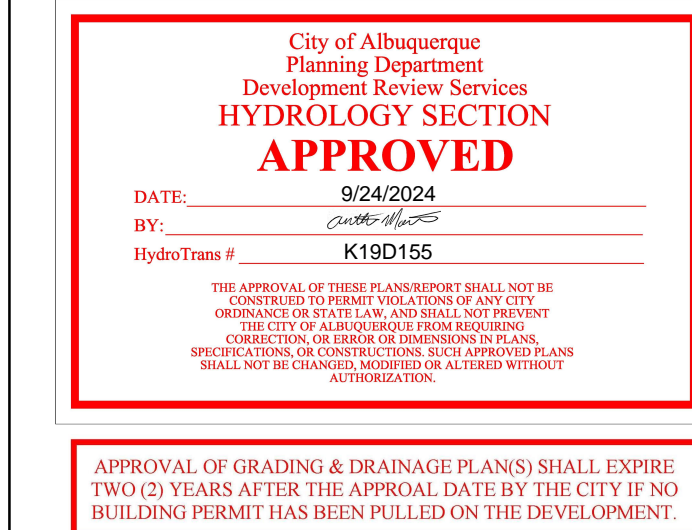 City of Albuquerque
Planning Department
Development Review Services
HYDROLOGY SECTION
APPROVED
DATE: 9/24/2024
BY:
HydroTrans # K19D155
THE APPROVAL OF THESE PLANS/REPORT SHALL NOT BE
CONSTRUED TO PERMIT VIOLATIONS OF ANY CITY
ORDINANCE OR STATE LAW, AND SHALL NOT PREVENT
THE CITY OF ALBUQUERQUE FROM REQUIRING
CORRECTION, OR ERROR OR DIMENSIONS IN PLANS,
SPECIFICATIONS, OR CONSTRUCTIONS. SUCH APPROVED PLANS
SHALL NOT BE CHANGED, MODIFIED OR ALTERED WITHOUT
AUTHORIZATION.
APPROVAL OF GRADING & DRAINAGE PLAN(S) SHALL EXPIRE
TWO (2) YEARS AFTER THE APPROAL DATE BY THE CITY IF NO
BUILDING PERMIT HAS BEEN PULLED ON THE DEVELOPMENT.